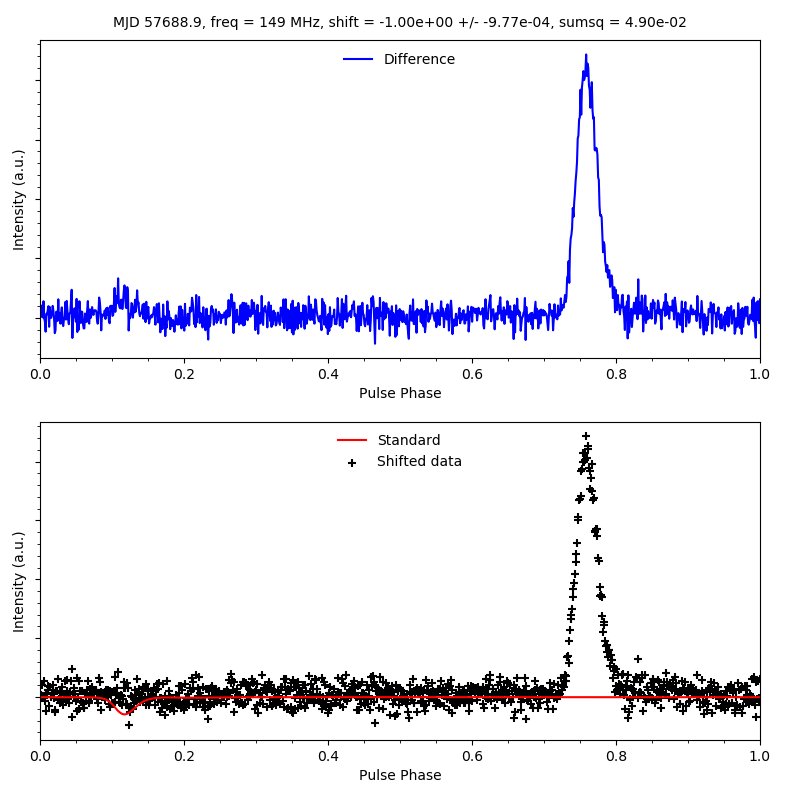 MJD 57688.9, freq = 149 MHz, shift = -1.00e+00 +/- -9.77e-04, sumsq = 4.90e-02
Difference
Intensity (a.u.)
0.0 0.2 0.4 0.6 0.8 1.0
Pulse Phase
Standard
Shifted data
Intensity (a.u.)
0.0 0.2 0.4 0.6 0.8 1.0
Pulse Phase